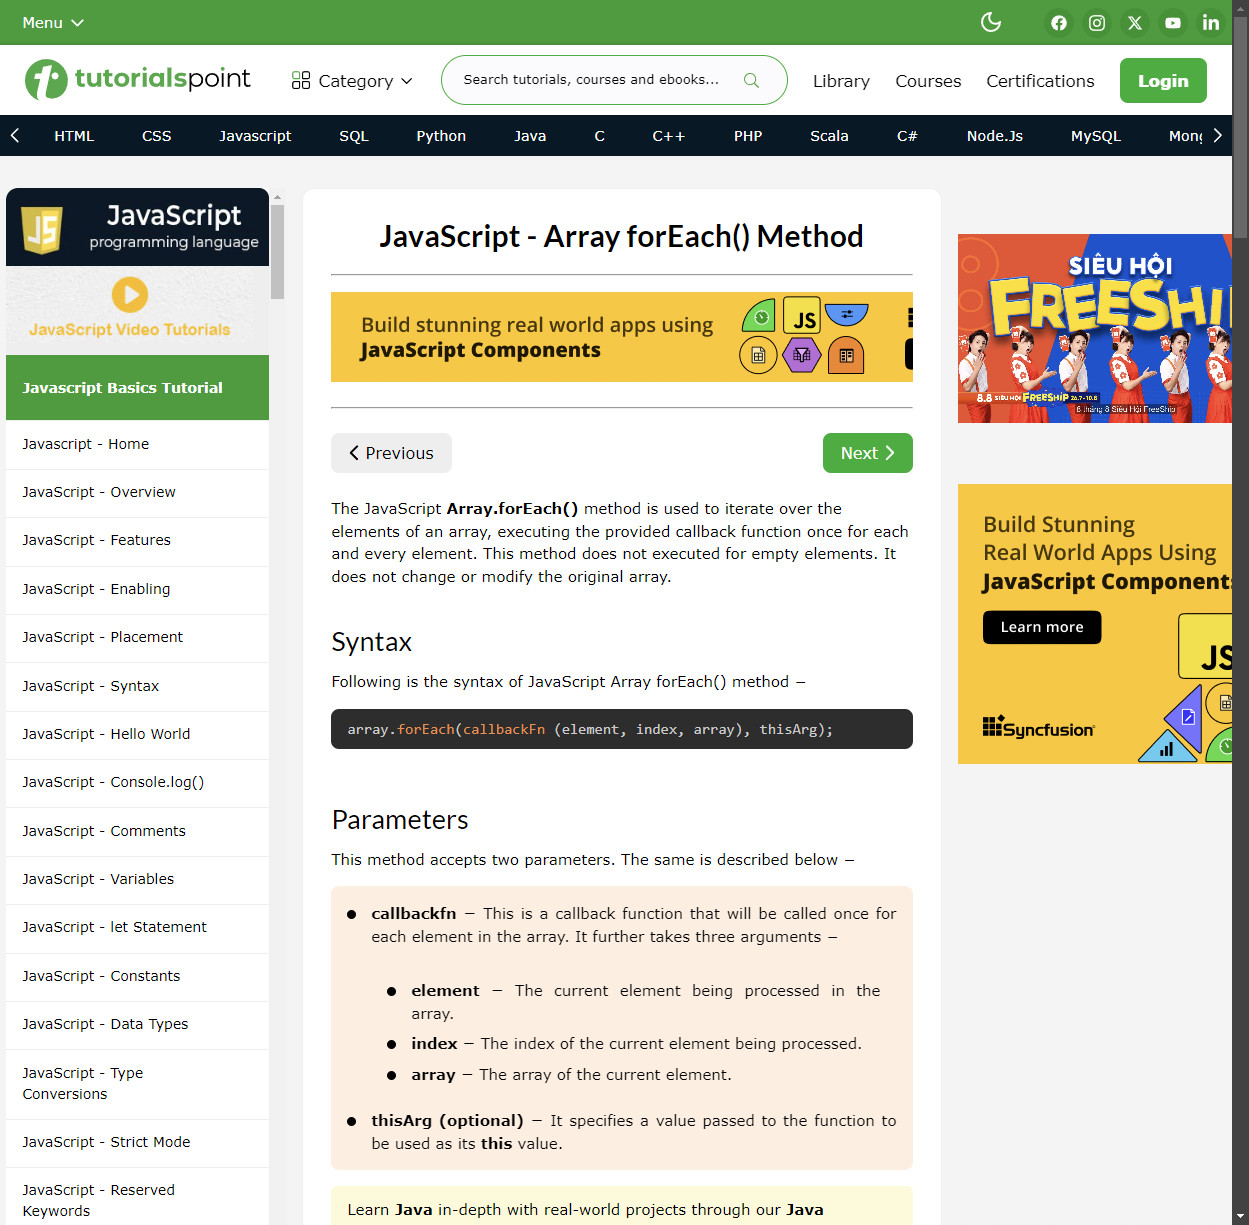 Menu
tutorialspoint
Category
Search tutorials, courses and ebooks...
Library
Courses
Certifications
Login
HTML
CSS
Javascript
SQL
Python
Java
C
C++
PHP
Scala
C#
Node.Js
MySQL
Mong
JS
JavaScript
programming language
JavaScript Video Tutorials
Javascript Basics Tutorial
Javascript - Home
JavaScript - Overview
JavaScript - Features
JavaScript - Enabling
JavaScript - Placement
JavaScript - Syntax
JavaScript - Hello World
JavaScript - Console.log()
JavaScript - Comments
JavaScript - Variables
JavaScript - let Statement
JavaScript - Constants
JavaScript - Data Types
JavaScript - Type
Conversions
JavaScript - Strict Mode
JavaScript - Reserved
Keywords
JavaScript - Array forEach() Method
Build stunning real world apps using
JavaScript Components
JS
Previous
Next
The JavaScript Array.forEach() method is used to iterate over the
elements of an array, executing the provided callback function once for each
and every element. This method does not executed for empty elements. It
does not change or modify the original array.
Syntax
Following is the syntax of JavaScript Array forEach() method −
array.forEach(callbackFn (element, index, array), thisArg);
Parameters
This method accepts two parameters. The same is described below −
callbackfn − This is a callback function that will be called once for
each element in the array. It further takes three arguments −
element − The current element being processed in the
array.
index − The index of the current element being processed.
array − The array of the current element.
thisArg (optional) − It specifies a value passed to the function to
be used as its this value.
Learn Java in-depth with real-world projects through our Java
SIÊU HỘI
FREESHI
8.8 SIÊU HỘI FREESHIP 26.7-10.8
8 tháng 8 Siêu Hội FreeShip
Build Stunning
Real World Apps Using
JavaScript Components
Learn more
JS
Syncfusion